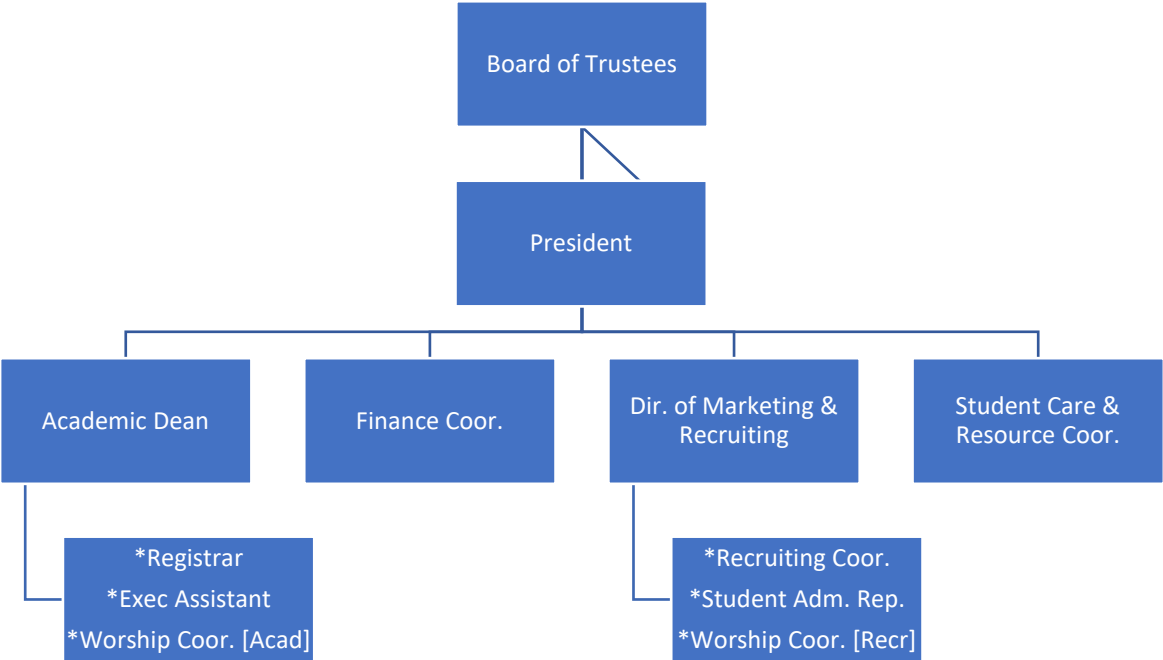 Board of Trustees
President
Academic Dean
Finance Coor.
Dir. of Marketing &
Recruiting
Student Care &
Resource Coor.
*Registrar
*Exec Assistant
*Worship Coor. [Acad]
*Recruiting Coor.
*Student Adm. Rep.
*Worship Coor. [Recr]